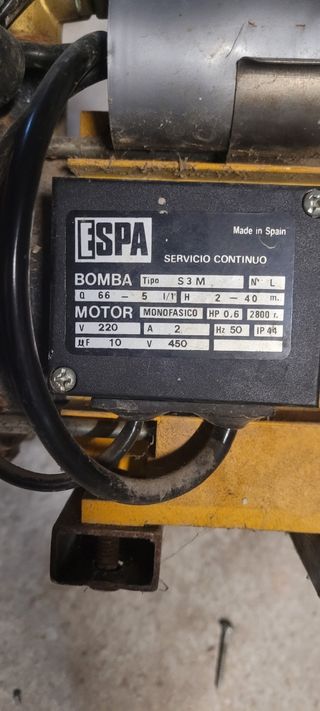 ESPA
Made in Spain
SERVICIO CONTINUO
BOMBA Tipo S 3 M Nº L
Q 66 - 5 l/1' H 2 - 40 m.
MOTOR MONOFASICO HP 0.6 2800 r.
V 220 A 2 Hz 50 IP 44
µF 10 V 450